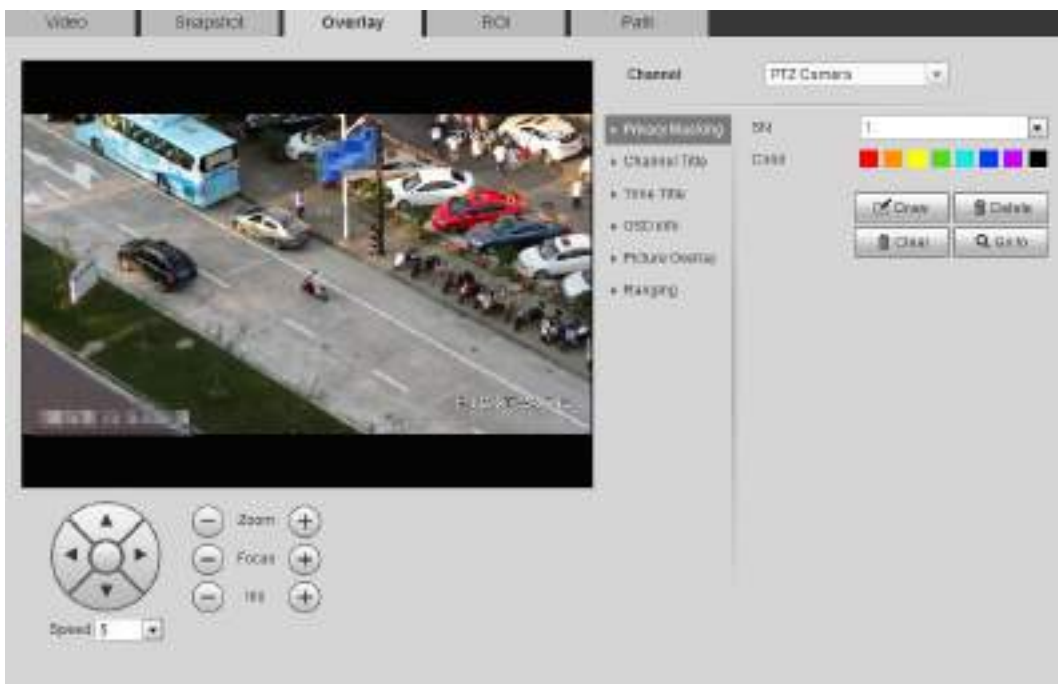 Video Snapshot Overlay ROI Path
Channel PTZ Camera
Privacy Masking SN 1
Channel Title Color
Time Title
OSD Info
Picture Overlay
Ranging
Draw Delete
Clear Go to
Zoom
Focus
Iris
Speed 5